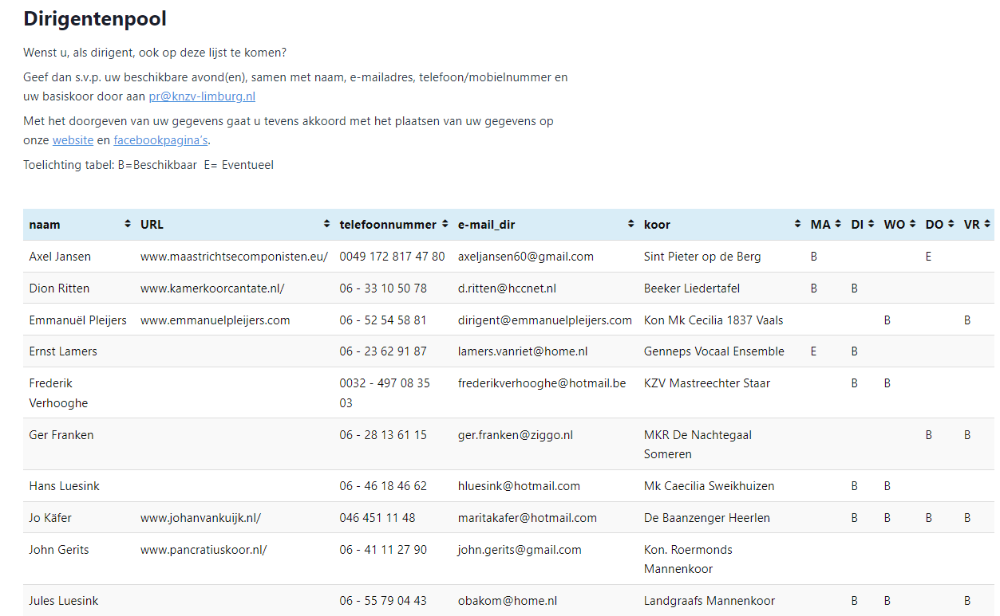 Dirigentenpool
Wenst u, als dirigent, ook op deze lijst te komen?
Geef dan s.v.p. uw beschikbare avond(en), samen met naam, e-mailadres, telefoon/mobielnummer en
uw basiskoor door aan pr@knzv-limburg.nl
Met het doorgeven van uw gegevens gaat u tevens akkoord met het plaatsen van uw gegevens op
onze website en facebookpagina's.
Toelichting tabel: B=Beschikbaar E= Eventueel
naam URL telefoonnummer e-mail_dir koor MA DI WO DO VR
Axel Jansen www.maastrichtsecomponisten.eu/ 0049 172 817 47 80 axeljansen60@gmail.com Sint Pieter op de Berg B E
Dion Ritten www.kamerkoorcantate.nl/ 06 - 33 10 50 78 d.ritten@hccnet.nl Beeker Liedertafel B B
Emmanuël Pleijers www.emmanuelpleijers.com 06 - 52 54 58 81 dirigent@emmanuelpleijers.com Kon Mk Cecilia 1837 Vaals B B
Ernst Lamers 06 - 23 62 91 87 lamers.vanriet@home.nl Genneps Vocaal Ensemble E B
Frederik 0032 - 497 08 35 frederikverhooghe@hotmail.be KZV Mastreechter Staar B B
Verhooghe 03
Ger Franken 06 - 28 13 61 15 ger.franken@ziggo.nl MKR De Nachtegaal B B
Someren
Hans Luesink 06 - 46 18 46 62 hluesink@hotmail.com Mk Caecilia Sweikhuizen B B
Jo Käfer www.johanvankuijk.nl/ 046 451 11 48 maritakafer@hotmail.com De Baanzenger Heerlen B B B B
John Gerits www.pancratiuskoor.nl/ 06 - 41 11 27 90 john.gerits@gmail.com Kon. Roermonds
Mannenkoor
Jules Luesink 06 - 55 79 04 43 obakom@home.nl Landgraafs Mannenkoor B B B